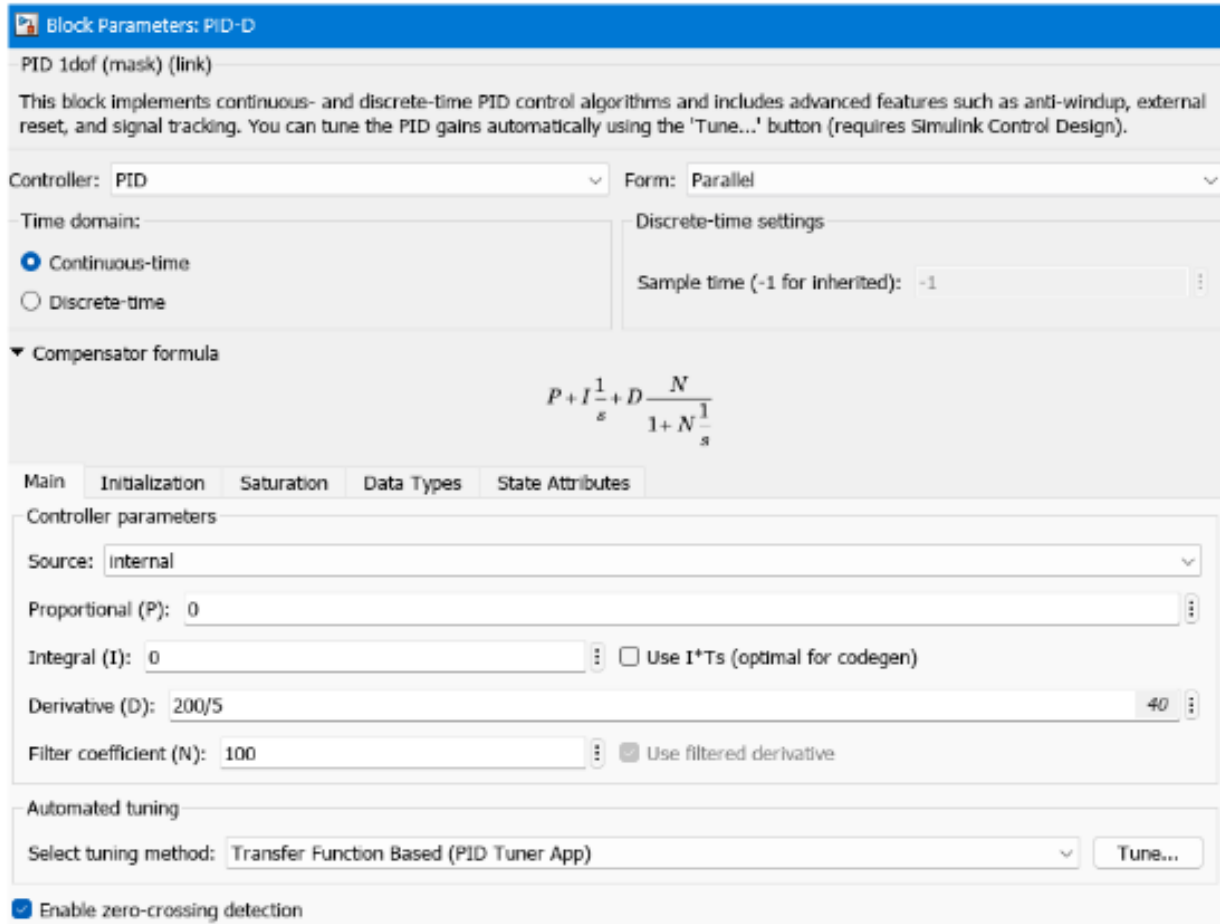 Block Parameters: PID-D
PID 1dof (mask) (link)
This block implements continuous- and discrete-time PID control algorithms and includes advanced features such as anti-windup, external
reset, and signal tracking. You can tune the PID gains automatically using the 'Tune...' button (requires Simulink Control Design).
Controller: PID Form: Parallel
Time domain: Discrete-time settings
Continuous-time
Sample time (-1 for inherited): -1
Discrete-time
Compensator formula
P + I 1/s + D N/(1 + N 1/s)
Main Initialization Saturation Data Types State Attributes
Controller parameters
Source: internal
Proportional (P): 0
Integral (I): 0 Use I*Ts (optimal for codegen)
Derivative (D): 200/5 40
Filter coefficient (N): 100 Use filtered derivative
Automated tuning
Select tuning method: Transfer Function Based (PID Tuner App) Tune...
Enable zero-crossing detection